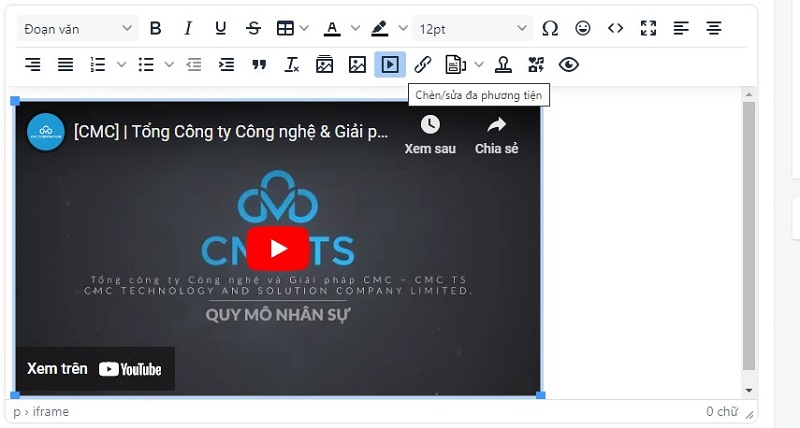 Đoạn văn B I U S A 12pt Ω
Chèn/sửa đa phương tiện
CMC CORPORATION
[CMC] | Tổng Công ty Công nghệ & Giải p...
Xem sau Chia sẻ
Tổng công ty Công nghệ và Giải pháp CMC - CMC TS
CMC TECHNOLOGY AND SOLUTION COMPANY LIMITED.
QUY MÔ NHÂN SỰ
Xem trên YouTube
p › iframe 0 chữ